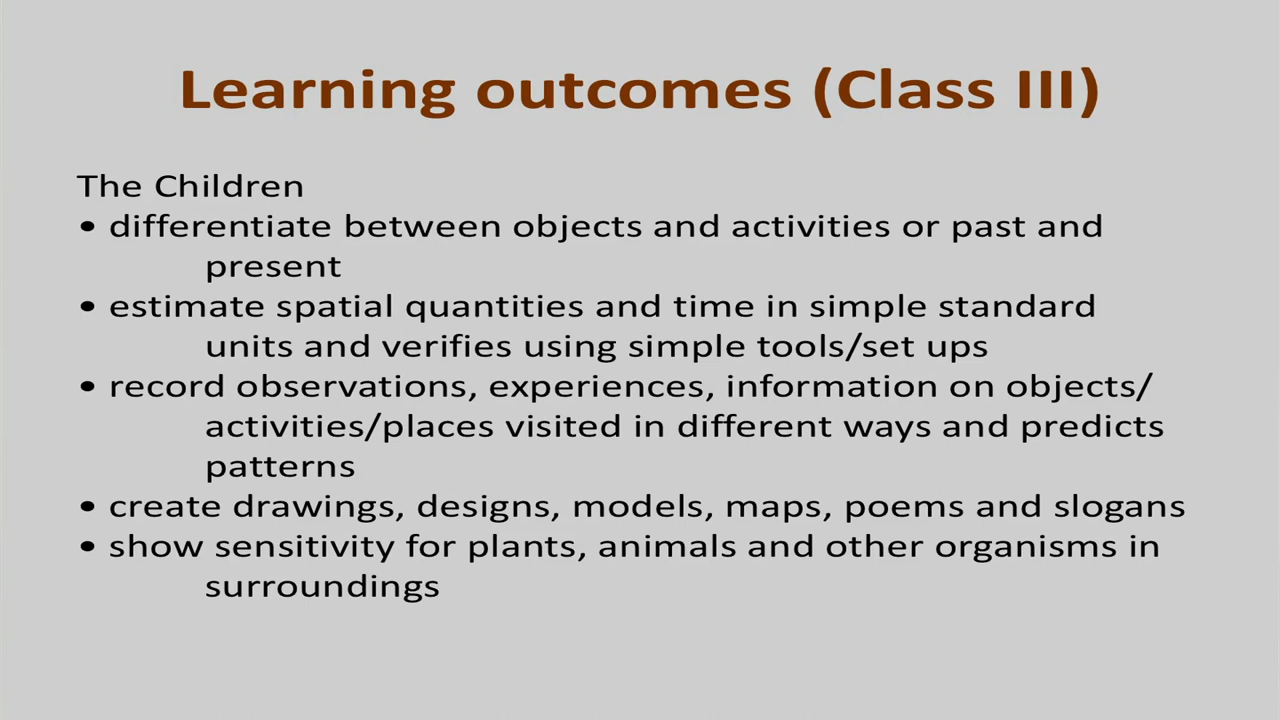 Learning outcomes (Class III)
The Children
• differentiate between objects and activities or past and
present
• estimate spatial quantities and time in simple standard
units and verifies using simple tools/set ups
• record observations, experiences, information on objects/
activities/places visited in different ways and predicts
patterns
• create drawings, designs, models, maps, poems and slogans
• show sensitivity for plants, animals and other organisms in
surroundings